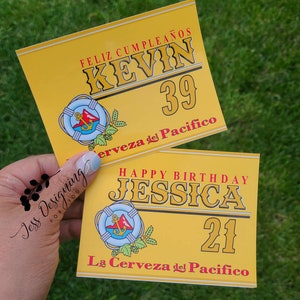 FELIZ CUMPLEAÑOS
KEVIN
39
La Cerveza del Pacifico
HAPPY BIRTHDAY
JESSICA
21
La Cerveza del Pacifico
Jess Designing